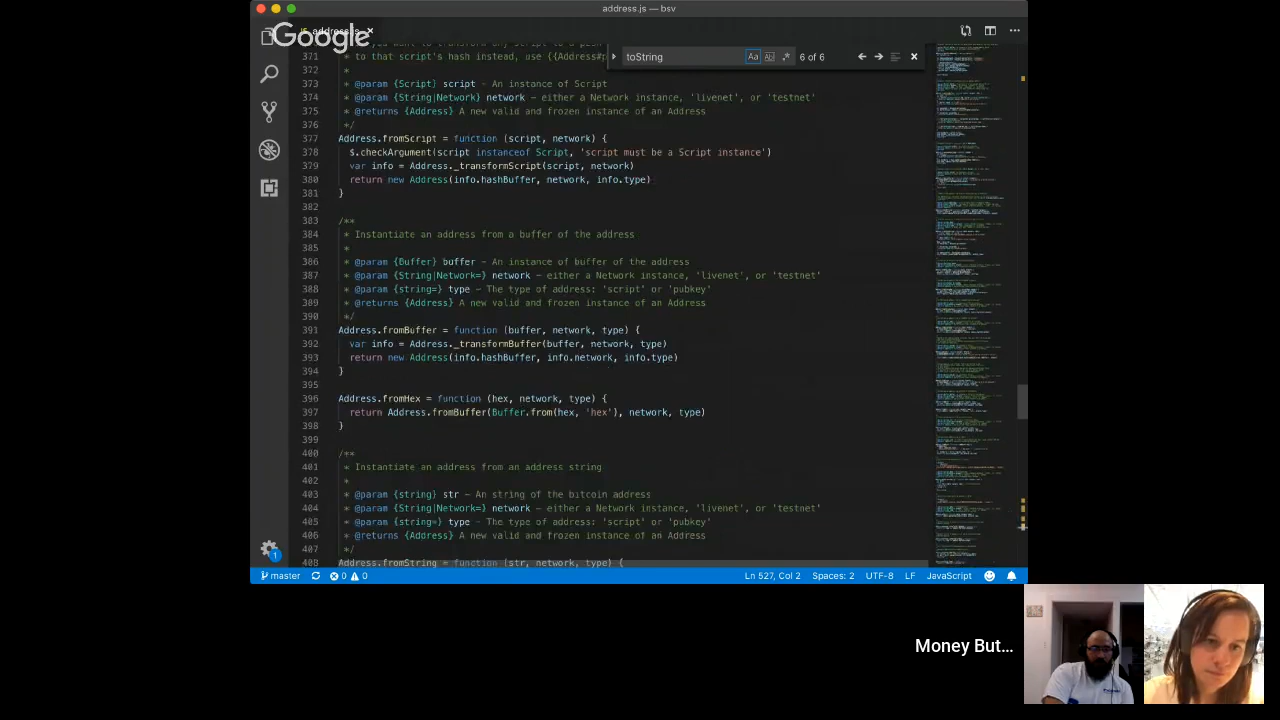 address.js — bsv
Google
371
372 *
373 * @param {Script} script - An instance of Script
374 * @param {String|Network} network - either a Network instance, 'livenet', or 'testnet'
375 * @returns {Address} A new valid and frozen instance of an Address
376 */
377 Address.fromScript = function (script, network) {
378 $.checkArgument(script instanceof Script, 'script must be a Script instance')
379 var info = Address._transformScript(script, network)
380 return new Address(info.hashBuffer, network, info.type)
381 }
382
383 /**
384 * Instantiate an address from a buffer of the address
385 *
386 * @param {Buffer} buffer - An instance of buffer of the address
387 * @param {String|Network=} network - either a Network instance, 'livenet', or 'testnet'
388 * @param {string=} type - The type of address: 'script' or 'pubkey'
389 * @returns {Address} A new valid and frozen instance of an Address
390 */
391 Address.fromBuffer = function (buffer, network, type) {
392 var info = Address._transformBuffer(buffer, network, type)
393 return new Address(info.hashBuffer, info.network, info.type)
394 }
395
396 Address.fromHex = function (hex, network, type) {
397 return Address.fromBuffer(Buffer.from(hex, 'hex'), network, type)
398 }
399
400 /**
401 * Instantiate an address from an address string
402 *
403 * @param {string} str - An string of the bitcoin address
404 * @param {String|Network=} network - either a Network instance, 'livenet', or 'testnet'
405 * @param {string=} type - The type of address: 'script' or 'pubkey'
406 * @returns {Address} A new valid and frozen instance of an Address
407 */
408 Address.fromString = function (str, network, type) {
toString Aa Abl .* 6 of 6
1
master 0 0 Ln 527, Col 2 Spaces: 2 UTF-8 LF JavaScript
Money But...